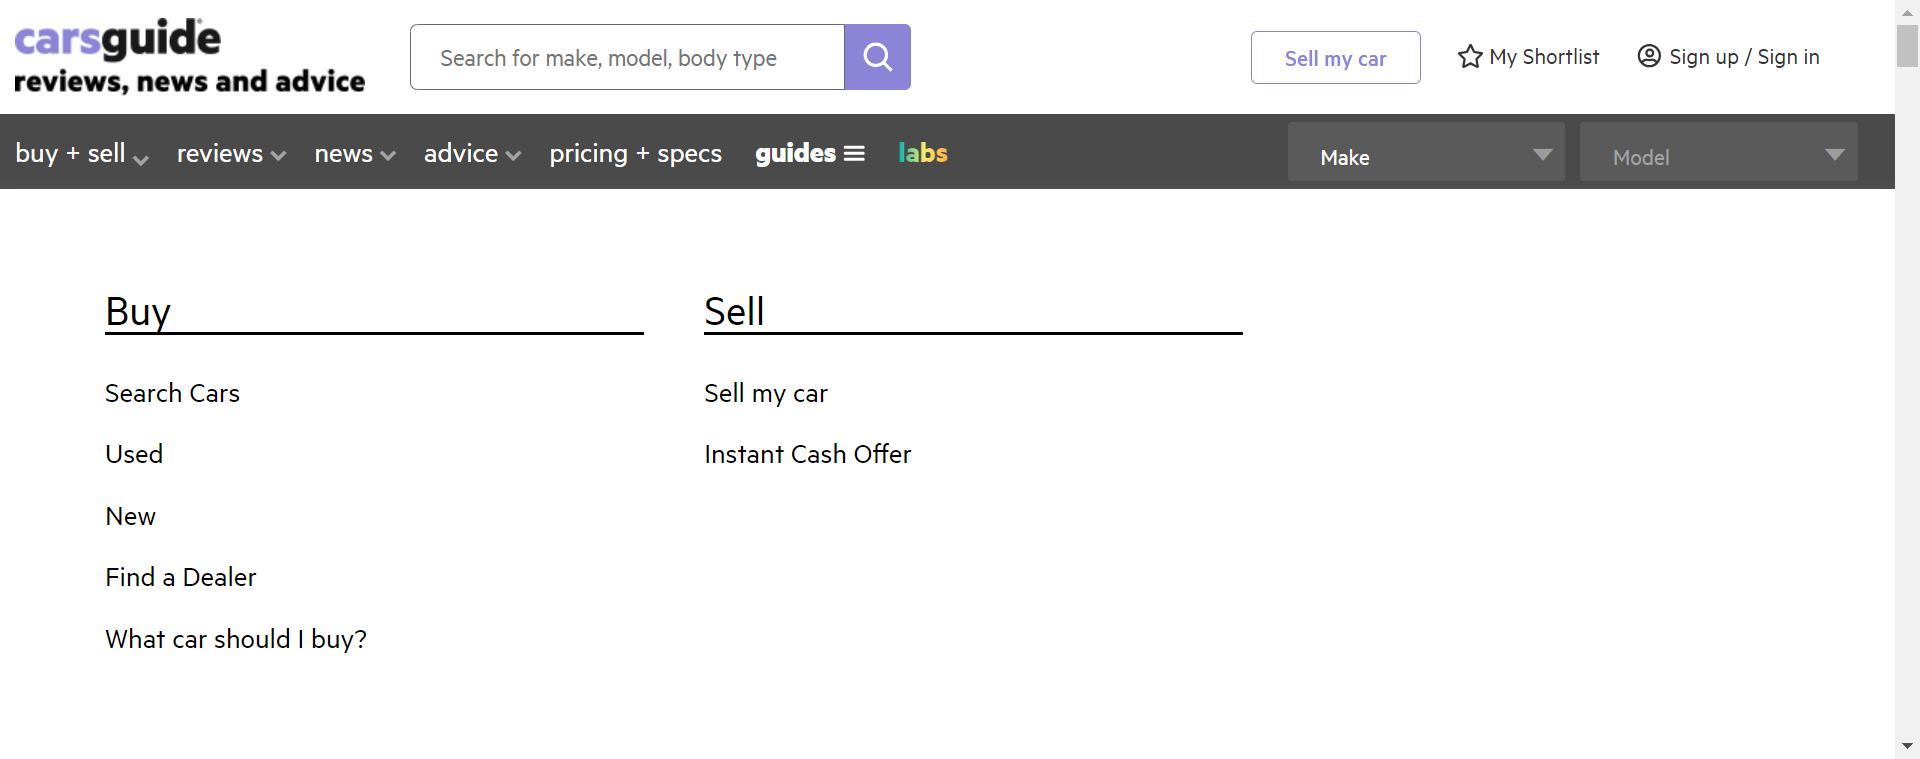 carsguide
reviews, news and advice
Search for make, model, body type
Sell my car
My Shortlist
Sign up / Sign in
buy + sell
reviews
news
advice
pricing + specs
guides
labs
Make
Model
Buy
Search Cars
Used
New
Find a Dealer
What car should I buy?
Sell
Sell my car
Instant Cash Offer